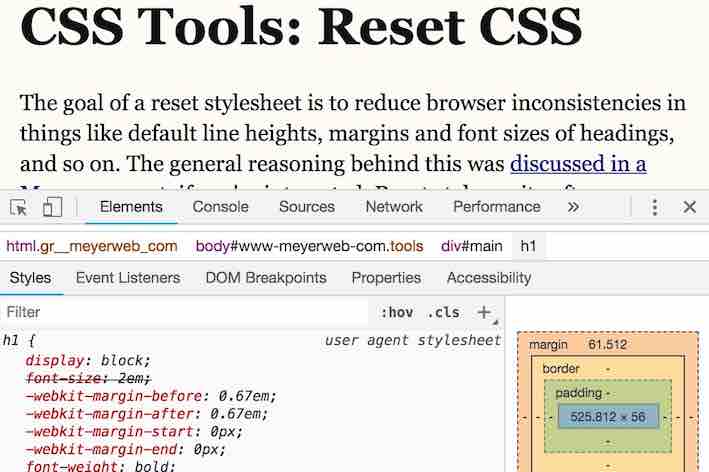 CSS Tools: Reset CSS
The goal of a reset stylesheet is to reduce browser inconsistencies in
things like default line heights, margins and font sizes of headings,
and so on. The general reasoning behind this was discussed in a
Elements Console Sources Network Performance »
html.gr__meyerweb_com body#www-meyerweb-com.tools div#main h1
Styles Event Listeners DOM Breakpoints Properties Accessibility
Filter :hov .cls +
h1 { user agent stylesheet
display: block;
font-size: 2em;
-webkit-margin-before: 0.67em;
-webkit-margin-after: 0.67em;
-webkit-margin-start: 0px;
-webkit-margin-end: 0px;
font-weight: bold;
margin 61.512
border -
padding -
- - - 525.812 × 56 - - -
-
-